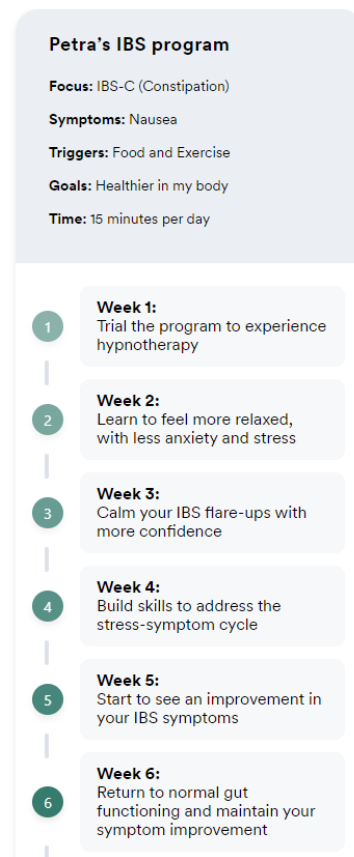 Petra’s IBS program
Focus: IBS-C (Constipation)
Symptoms: Nausea
Triggers: Food and Exercise
Goals: Healthier in my body
Time: 15 minutes per day
1
Week 1:
Trial the program to experience
hypnotherapy
2
Week 2:
Learn to feel more relaxed,
with less anxiety and stress
3
Week 3:
Calm your IBS flare-ups with
more confidence
4
Week 4:
Build skills to address the
stress-symptom cycle
5
Week 5:
Start to see an improvement in
your IBS symptoms
6
Week 6:
Return to normal gut
functioning and maintain your
symptom improvement